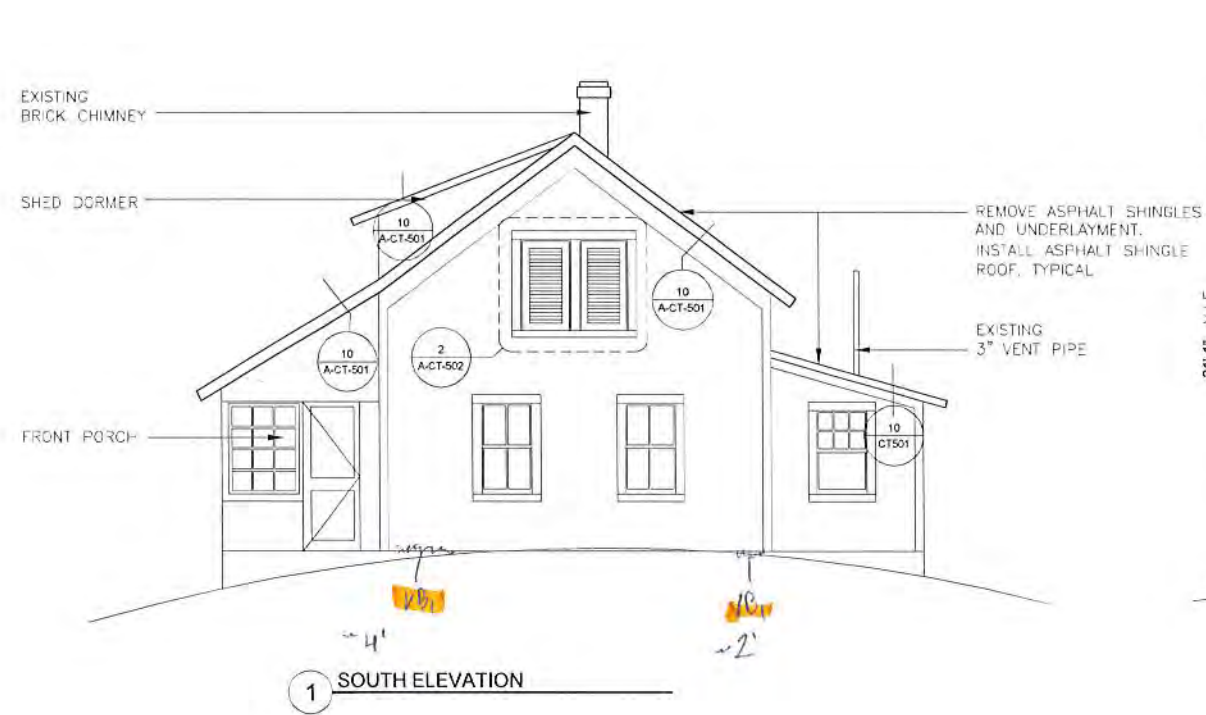 EXISTING
BRICK CHIMNEY
SHED DORMER
10
A-CT-501
10
A-CT-501
REMOVE ASPHALT SHINGLES
AND UNDERLAYMENT.
INSTALL ASPHALT SHINGLE
ROOF, TYPICAL
10
A-CT-501
2
A-CT-502
EXISTING
3" VENT PIPE
10
CT501
FRONT PORCH
VB1
VB1
~4'
~2'
1 SOUTH ELEVATION